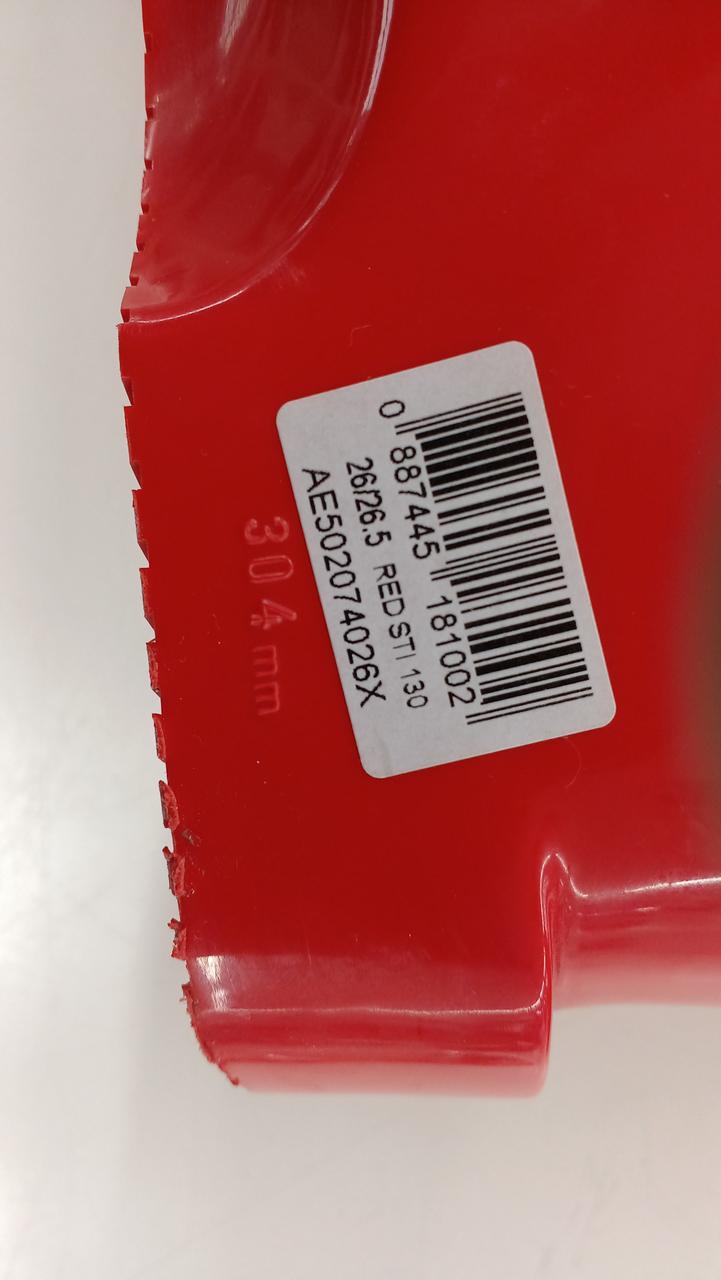 0 887445 181002
26/26.5 RED STI 130
AE502074026X
304 mm